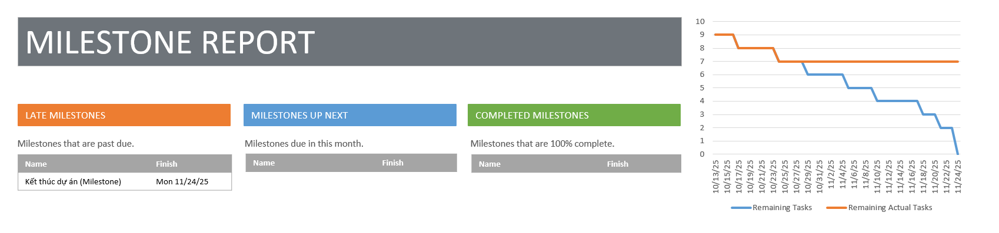 MILESTONE REPORT
LATE MILESTONES
Milestones that are past due.
Name Finish
Kết thúc dự án (Milestone) Mon 11/24/25
MILESTONES UP NEXT
Milestones due in this month.
Name Finish
COMPLETED MILESTONES
Milestones that are 100% complete.
Name Finish
10
9
8
7
6
5
4
3
2
1
0
10/13/25
10/15/25
10/17/25
10/19/25
10/21/25
10/23/25
10/25/25
10/27/25
10/29/25
10/31/25
11/2/25
11/4/25
11/6/25
11/8/25
11/10/25
11/12/25
11/14/25
11/16/25
11/18/25
11/20/25
11/22/25
11/24/25
Remaining Tasks
Remaining Actual Tasks